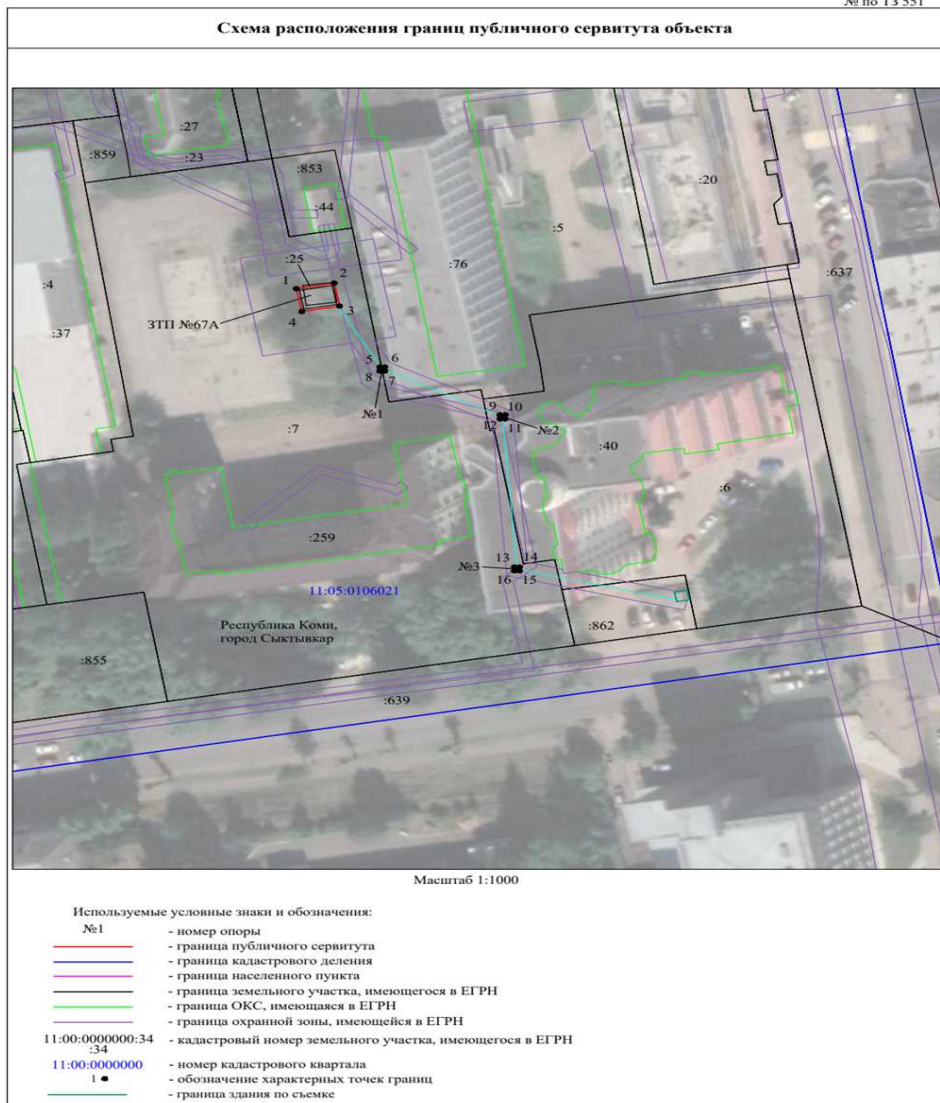 № по 13 551
Схема расположения границ публичного сервитута объекта
:27
:859
:23
:853
:20
:44
:5
:637
:4
:76
:25
1
2
ЗТП №67А
3
4
:37
5
6
8
7
№1
9
10
:7
12
11
№2
:40
:6
:259
13
14
№3
16
15
11:05:0106021
Республика Коми,
город Сыктывкар
:862
:855
:639
Масштаб 1:1000
Используемые условные знаки и обозначения:
№1 - номер опоры
- граница публичного сервитута
- граница кадастрового деления
- граница населенного пункта
- граница земельного участка, имеющегося в ЕГРН
- граница ОКС, имеющаяся в ЕГРН
- граница охранной зоны, имеющейся в ЕГРН
11:00:0000000:34 - кадастровый номер земельного участка, имеющегося в ЕГРН
:34
11:00:0000000 - номер кадастрового квартала
1 - обозначение характерных точек границ
- граница здания по съемке